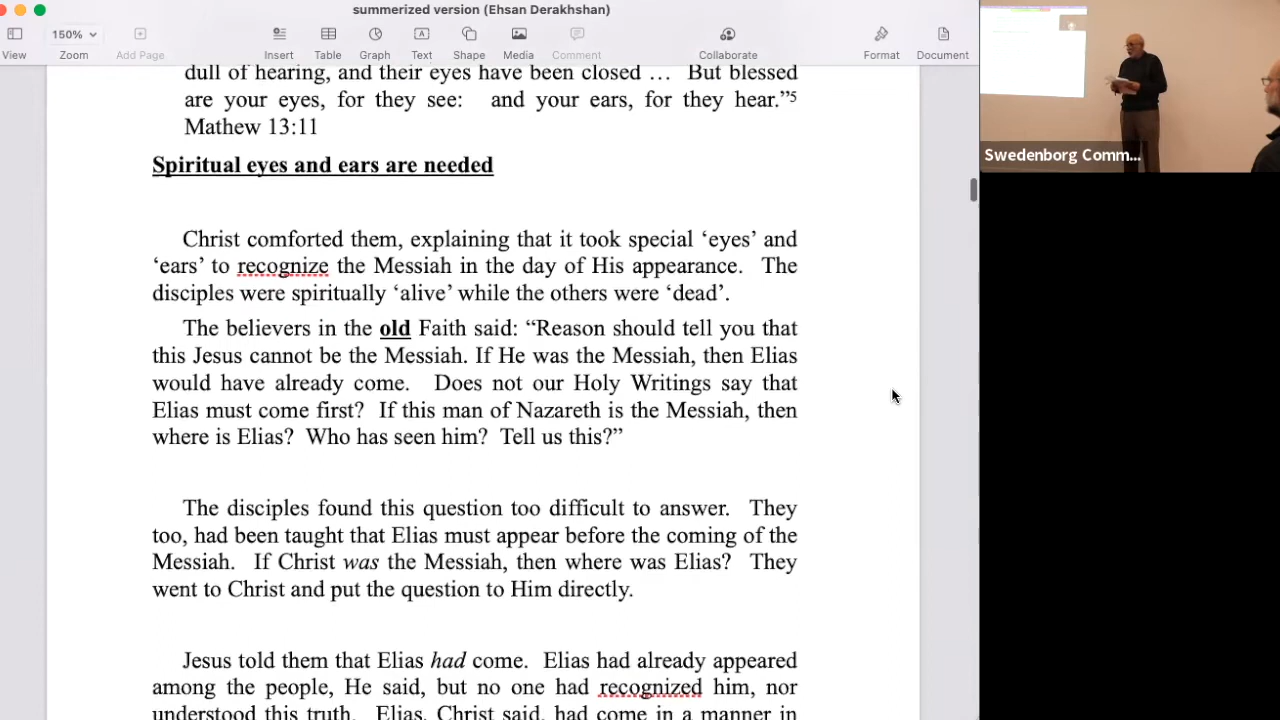 summerized version (Ehsan Derakhshan)
150%
View
Zoom
Add Page
Insert
Table
Graph
Text
Shape
Media
Comment
Collaborate
Format
Document
dull of hearing, and their eyes have been closed … But blessed
are your eyes, for they see: and your ears, for they hear.”5
Mathew 13:11
Spiritual eyes and ears are needed
Christ comforted them, explaining that it took special ‘eyes’ and
‘ears’ to recognize the Messiah in the day of His appearance. The
disciples were spiritually ‘alive’ while the others were ‘dead’.
The believers in the old Faith said: “Reason should tell you that
this Jesus cannot be the Messiah. If He was the Messiah, then Elias
would have already come. Does not our Holy Writings say that
Elias must come first? If this man of Nazareth is the Messiah, then
where is Elias? Who has seen him? Tell us this?”
The disciples found this question too difficult to answer. They
too, had been taught that Elias must appear before the coming of the
Messiah. If Christ was the Messiah, then where was Elias? They
went to Christ and put the question to Him directly.
Jesus told them that Elias had come. Elias had already appeared
among the people, He said, but no one had recognized him, nor
understood this truth. Elias, Christ said, had come in a manner in
Swedenborg Comm...